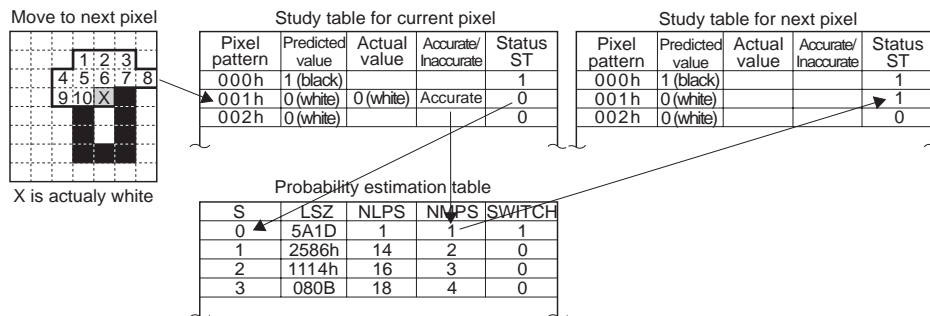 Move to next pixel
1 2 3
4 5 6 7 8
9 10 X
X is actualy white
Study table for current pixel
Pixel pattern Predicted value Actual value Accurate/ Inaccurate Status ST
000h 1 (black) 1
001h 0 (white) 0 (white) Accurate 0
002h 0 (white) 0
Study table for next pixel
Pixel pattern Predicted value Actual value Accurate/ Inaccurate Status ST
000h 1 (black) 1
001h 0 (white) 1
002h 0 (white) 0
Probability estimation table
S LSZ NLPS NMPS SWITCH
0 5A1D 1 1 1
1 2586h 14 2 0
2 1114h 16 3 0
3 080B 18 4 0